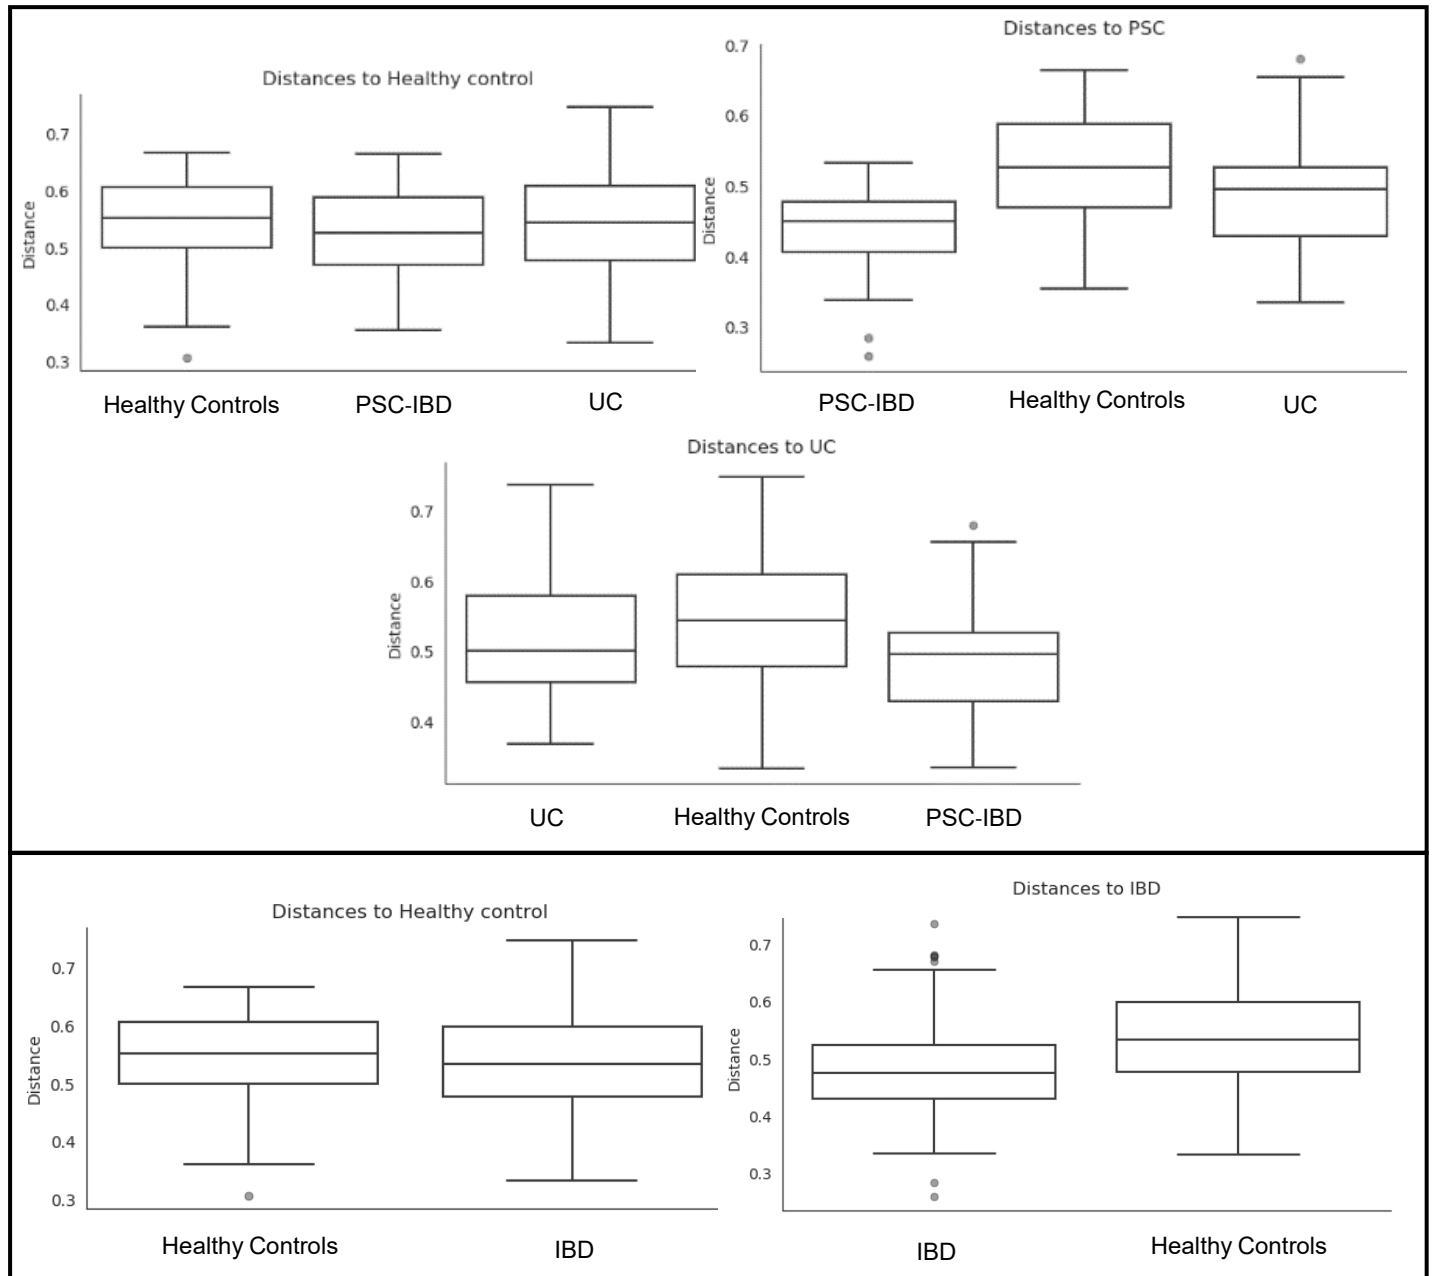 Distances to Healthy control
Distance
0.7
0.6
0.5
0.4
0.3
Healthy Controls PSC-IBD UC
Distances to PSC
Distance
0.7
0.6
0.5
0.4
0.3
PSC-IBD Healthy Controls UC
Distances to UC
Distance
0.7
0.6
0.5
0.4
UC Healthy Controls PSC-IBD
Distances to Healthy control
Distance
0.7
0.6
0.5
0.4
0.3
Healthy Controls IBD
Distances to IBD
Distance
0.7
0.6
0.5
0.4
0.3
IBD Healthy Controls